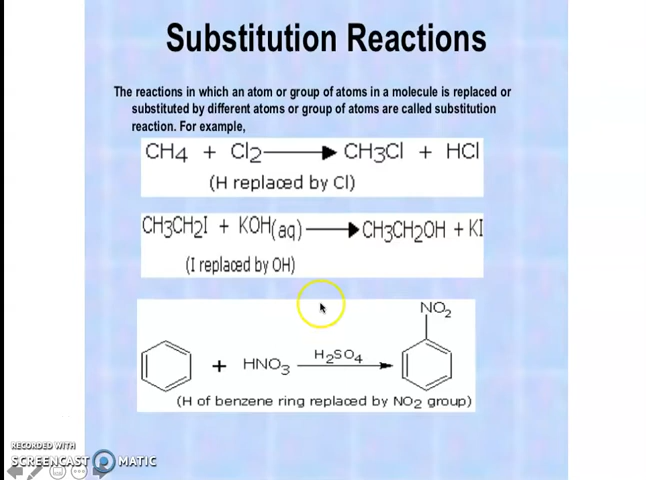 Substitution Reactions
The reactions in which an atom or group of atoms in a molecule is replaced or
substituted by different atoms or group of atoms are called substitution
reaction. For example,
CH4 + Cl2 ⟶ CH3Cl + HCl
(H replaced by Cl)
CH3CH2I + KOH(aq) ⟶ CH3CH2OH + KI
(I replaced by OH)
NO2
+ HNO3 H2SO4 ⟶
(H of benzene ring replaced by NO2 group)
RECORDED WITH
SCREENCAST MATIC